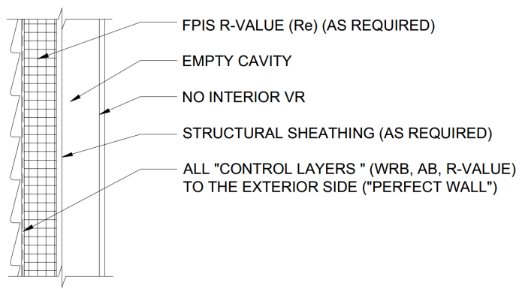 FPIS R-VALUE (Re) (AS REQUIRED)
EMPTY CAVITY
NO INTERIOR VR
STRUCTURAL SHEATHING (AS REQUIRED)
ALL "CONTROL LAYERS " (WRB, AB, R-VALUE)
TO THE EXTERIOR SIDE ("PERFECT WALL")